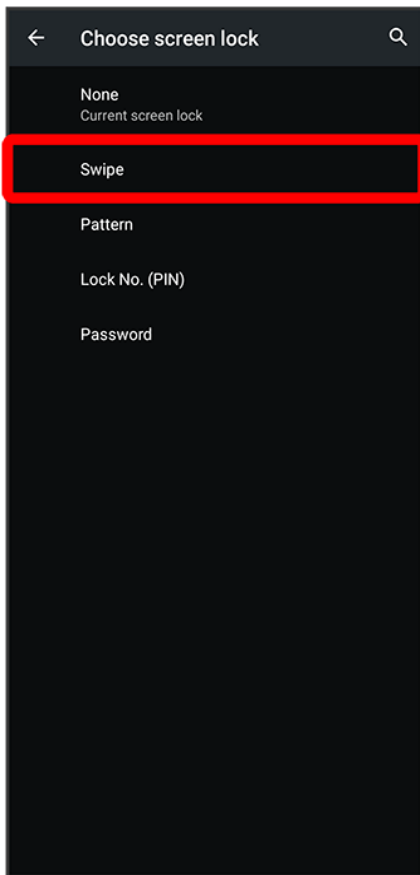 Choose screen lock
None
Current screen lock
Swipe
Pattern
Lock No. (PIN)
Password